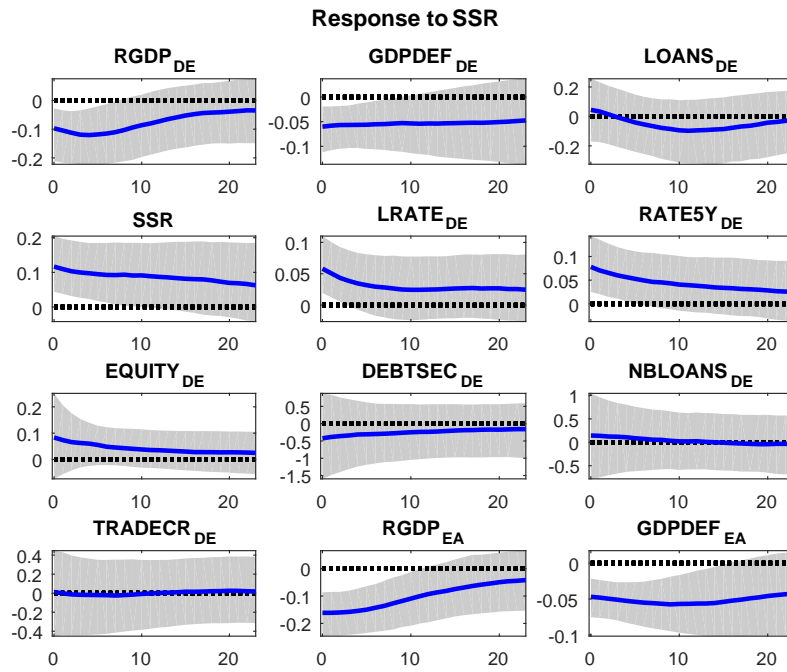 Response to SSR
RGDP_DE GDPDEF_DE LOANS_DE
0 0 0.2
-0.1 -0.05 0
-0.2 -0.1 -0.2
0 10 20 0 10 20 0 10 20
SSR LRATE_DE RATE5Y_DE
0.2 0.1 0.1
0.1 0.05 0.05
0 0 0
0 10 20 0 10 20 0 10 20
EQUITY_DE DEBTSEC_DE NBLOANS_DE
0.2 0.5 1
0.1 0 0.5
0 -0.5 0
-1 -0.5
-1.5
0 10 20 0 10 20 0 10 20
TRADECR_DE RGDP_EA GDPDEF_EA
0.4 0 0
0.2 -0.1 -0.05
0 -0.2 -0.1
-0.2
-0.4
0 10 20 0 10 20 0 10 20